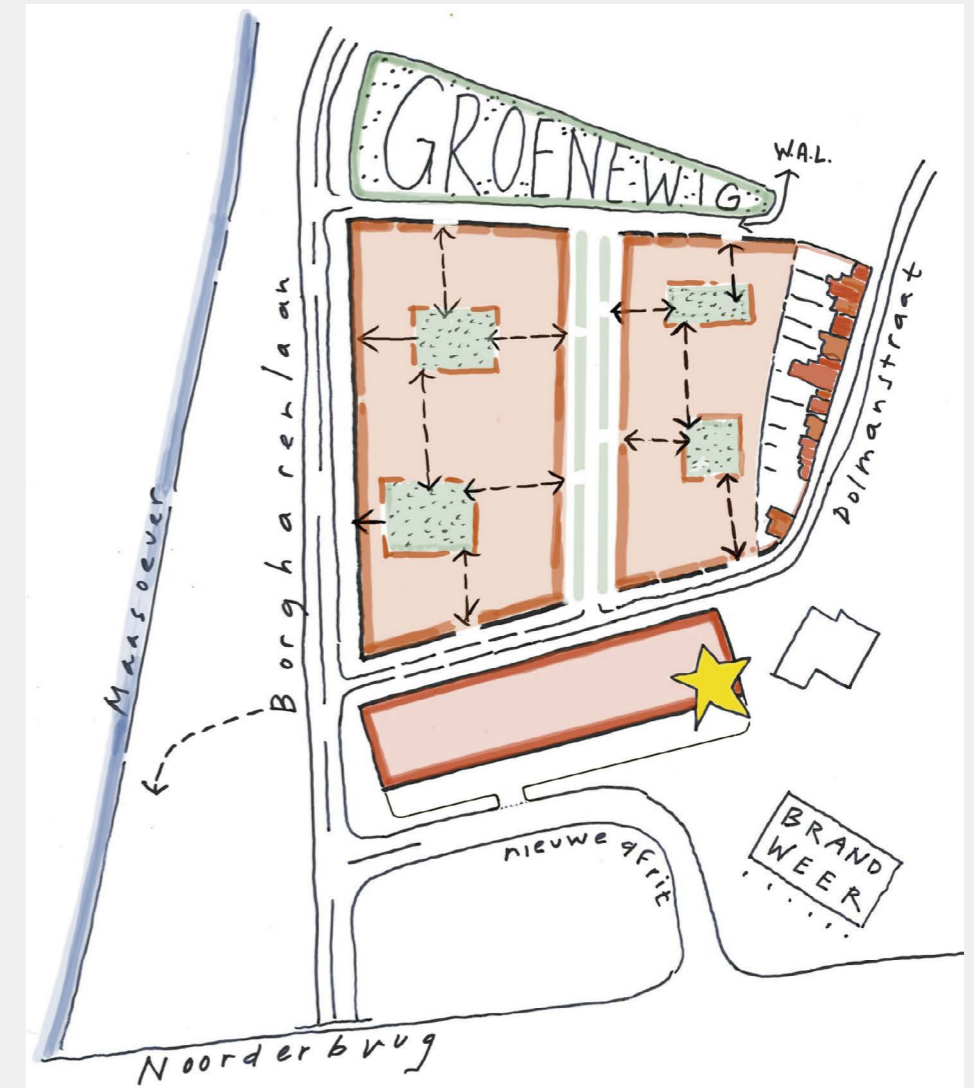 GROENEWIG
W.A.L.
Borgharenlaan
Dolmanstraat
Maasoever
nieuwe afrit
BRAND
WEER
Noorderbrug